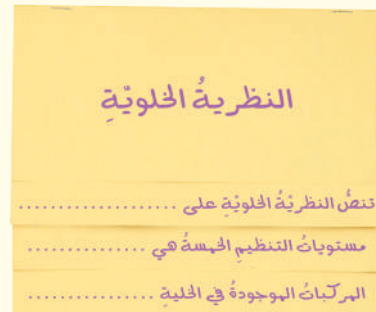 النظريةُ الخلويّةِ
تنصُّ النظريّةُ الخلويّةِ على ....................
مستوياتُ التنظيمِ الخمسةُ هي ................
المركباتُ الموجودةُ في الخليةِ ................